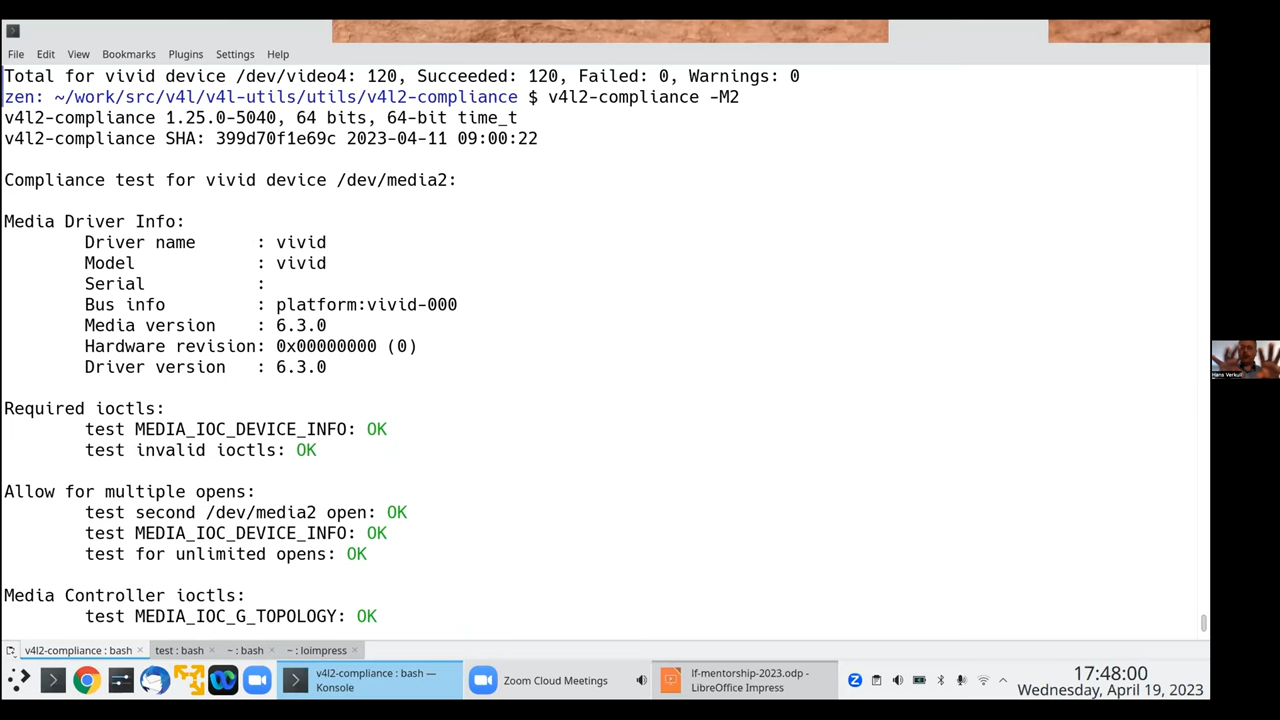 File Edit View Bookmarks Plugins Settings Help
Total for vivid device /dev/video4: 120, Succeeded: 120, Failed: 0, Warnings: 0
zen: ~/work/src/v4l/v4l-utils/utils/v4l2-compliance $ v4l2-compliance -M2
v4l2-compliance 1.25.0-5040, 64 bits, 64-bit time_t
v4l2-compliance SHA: 399d70f1e69c 2023-04-11 09:00:22
Compliance test for vivid device /dev/media2:
Media Driver Info:
Driver name : vivid
Model : vivid
Serial :
Bus info : platform:vivid-000
Media version : 6.3.0
Hardware revision: 0x00000000 (0)
Driver version : 6.3.0
Required ioctls:
test MEDIA_IOC_DEVICE_INFO: OK
test invalid ioctls: OK
Allow for multiple opens:
test second /dev/media2 open: OK
test MEDIA_IOC_DEVICE_INFO: OK
test for unlimited opens: OK
Media Controller ioctls:
test MEDIA_IOC_G_TOPOLOGY: OK
Hans Verkuil
v4l2-compliance : bash test : bash ~ : bash ~ : loimpress
v4l2-compliance : bash —
Konsole
Zoom Cloud Meetings
lf-mentorship-2023.odp -
LibreOffice Impress
17:48:00
Wednesday, April 19, 2023